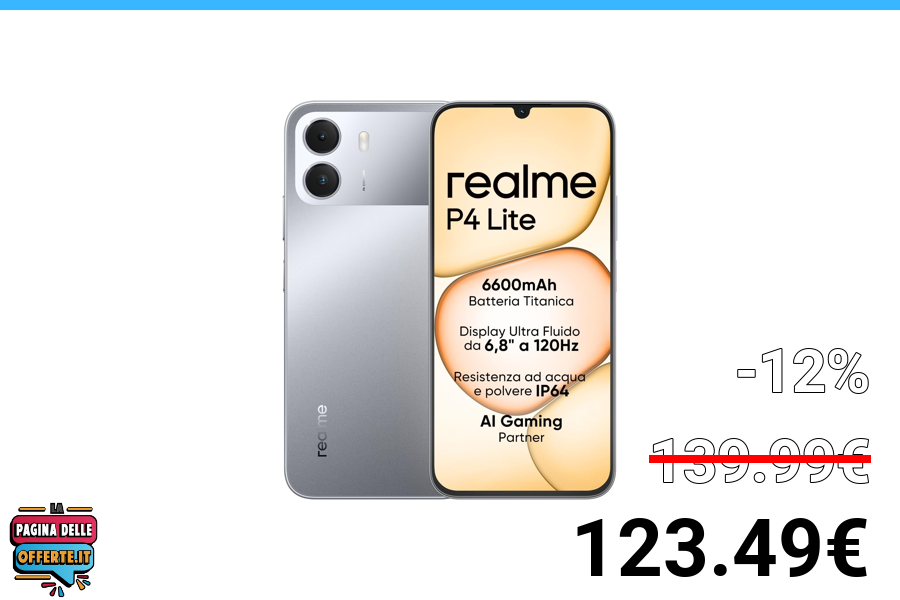 realme
P4 Lite
6600mAh
Batteria Titanica
Display Ultra Fluido
da 6,8" a 120Hz
Resistenza ad acqua
e polvere IP64
AI Gaming
Partner
realme
-12%
139.99€
123.49€
LA
PAGINA DELLE
OFFERTE.IT